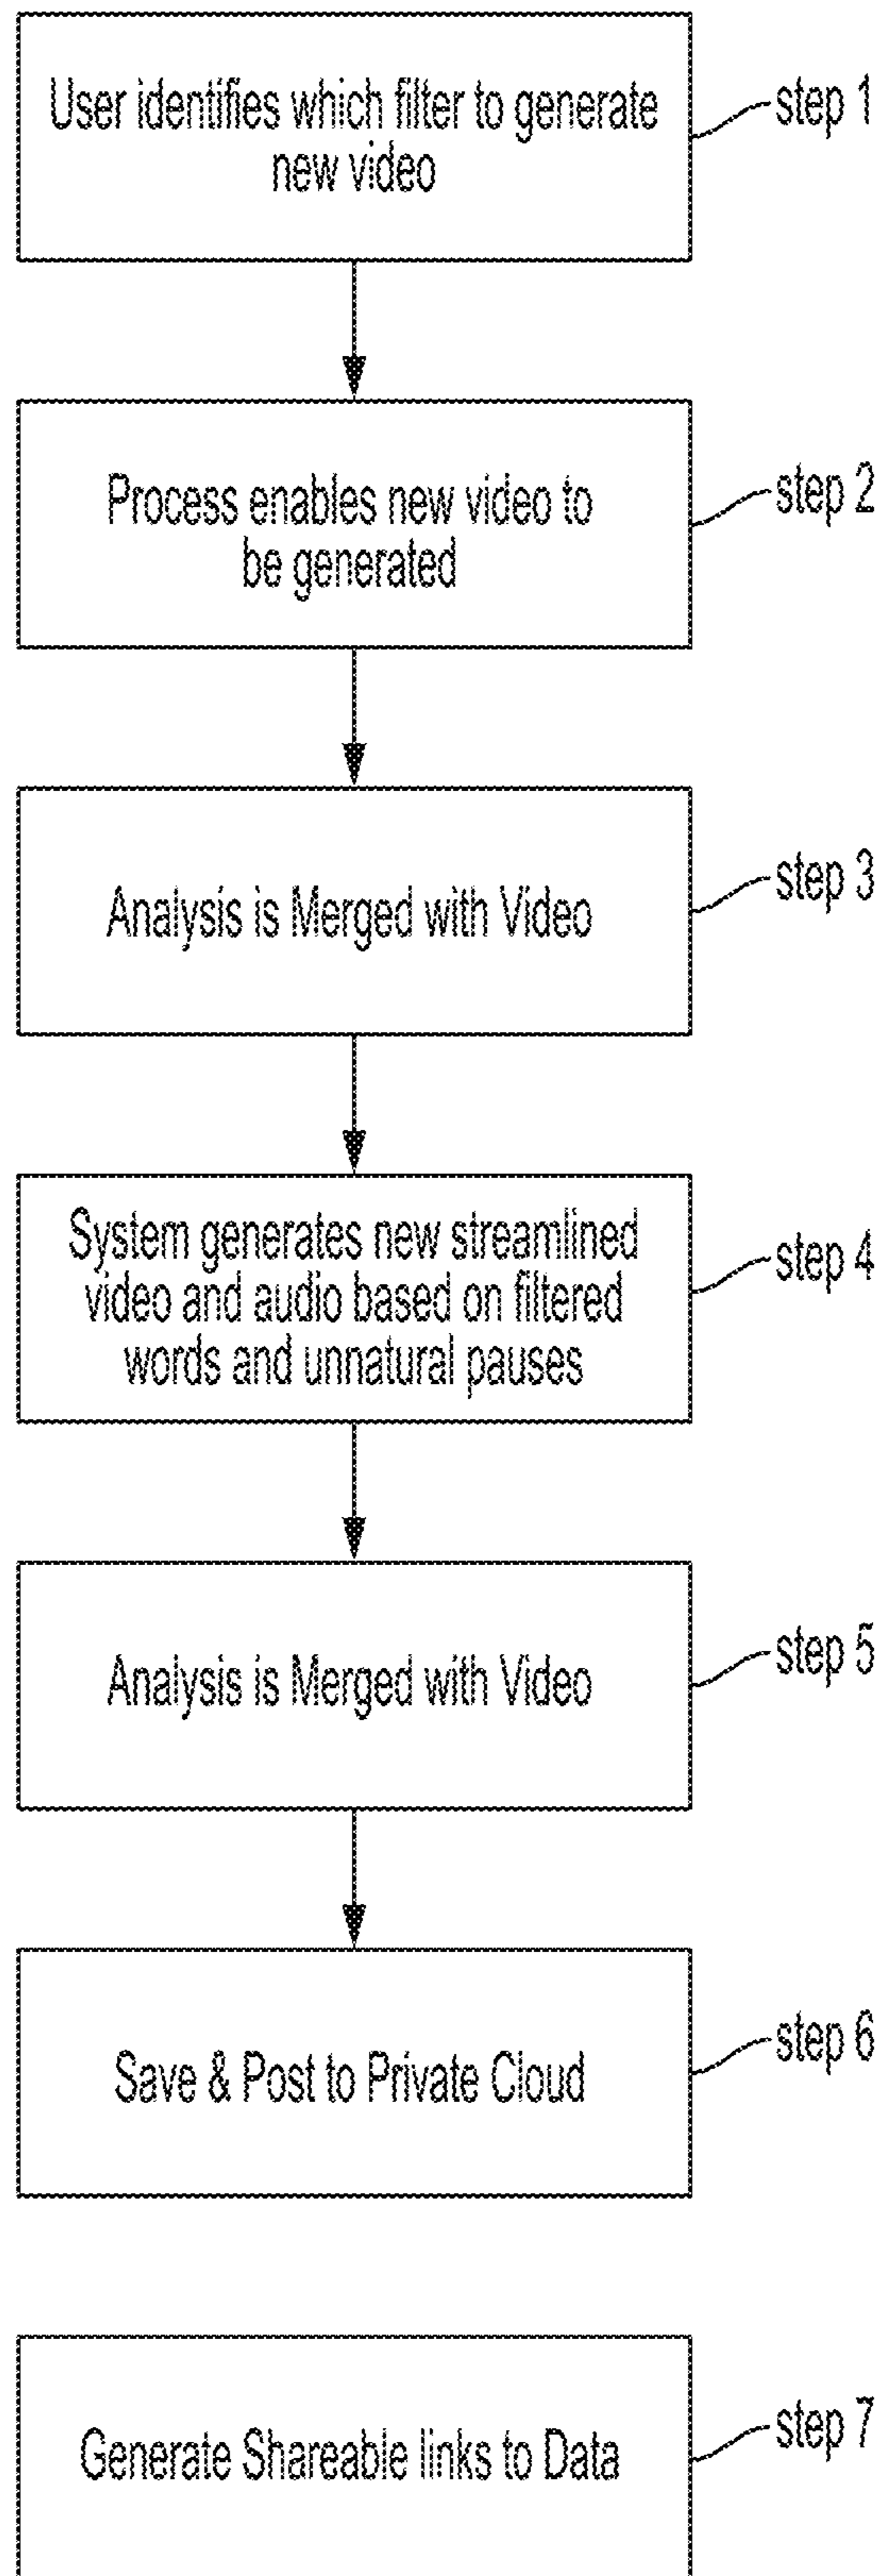 User identifies which filter to generate
new video
step 1
Process enables new video to
be generated
step 2
Analysis is Merged with Video
step 3
System generates new streamlined
video and audio based on filtered
words and unnatural pauses
step 4
Analysis is Merged with Video
step 5
Save & Post to Private Cloud
step 6
Generate Shareable links to Data
step 7